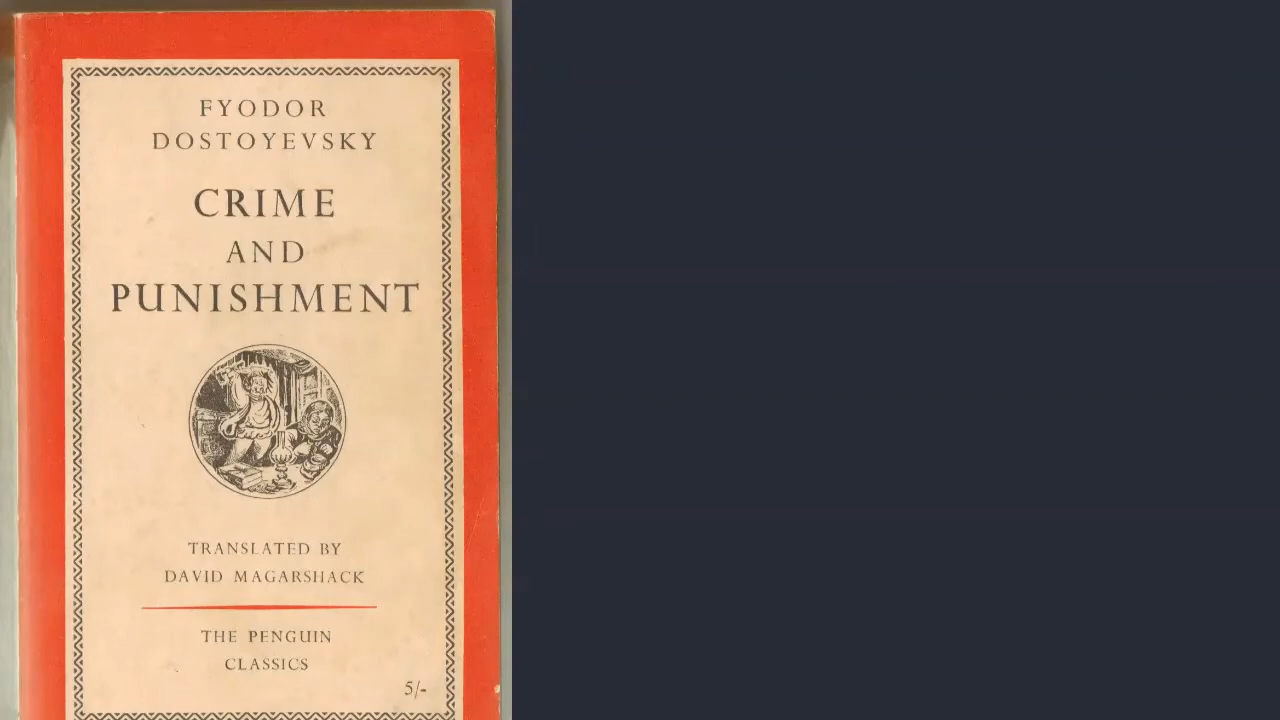 FYODOR
DOSTOYEVSKY
CRIME
AND
PUNISHMENT
TRANSLATED BY
DAVID MAGARSHACK
THE PENGUIN
CLASSICS
5/-